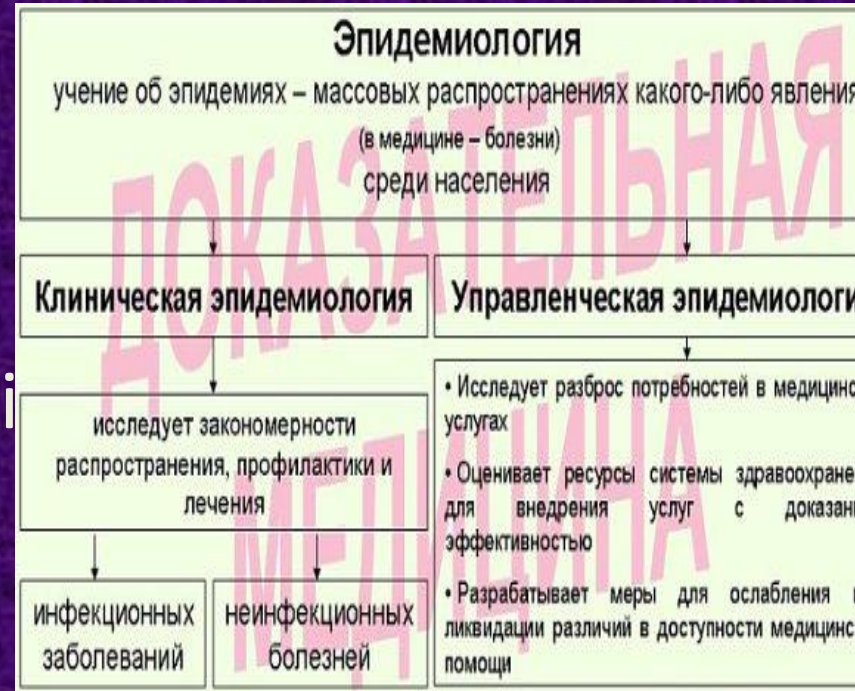 Эпидемиология
учение об эпидемиях – массовых распространениях какого-либо явления
(в медицине – болезни)
среди населения
ДОКАЗАТЕЛЬНАЯ
МЕДИЦИНА
Клиническая эпидемиология
Управленческая эпидемиологи
исследует закономерности
распространения, профилактики и
лечения
инфекционных
заболеваний
неинфекционных
болезней
• Исследует разброс потребностей в медицинс
услугах
• Оценивает ресурсы системы здравоохране
для внедрения услуг с доказанн
эффективностью
• Разрабатывает меры для ослабления
ликвидации различий в доступности медицинс
помощи
i